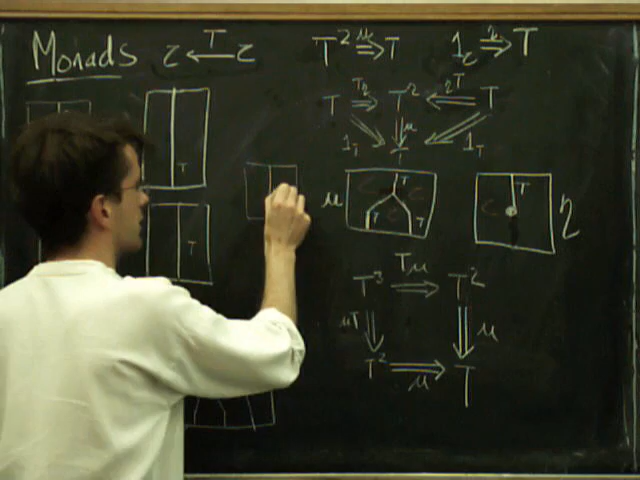 Monads C ←T C T² μ⇒ T 1_C η⇒ T
T Tη⇒ T² ⇐ηT T
1_T μ 1_T
T
T
μ C T C C T T
C T η
T
T³ Tμ⇒ T²
μT μ
T² ⇒μ T